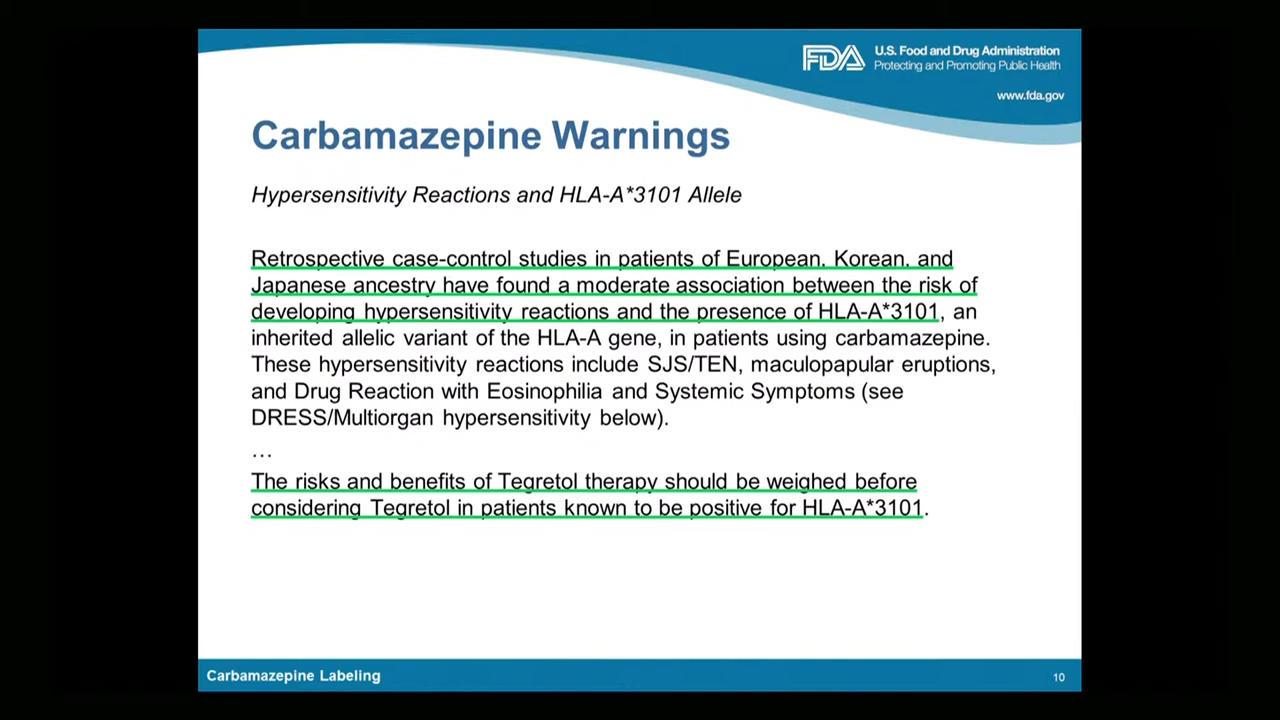 FDA
U.S. Food and Drug Administration
Protecting and Promoting Public Health
www.fda.gov
Carbamazepine Warnings
Hypersensitivity Reactions and HLA-A*3101 Allele
Retrospective case-control studies in patients of European, Korean, and
Japanese ancestry have found a moderate association between the risk of
developing hypersensitivity reactions and the presence of HLA-A*3101, an
inherited allelic variant of the HLA-A gene, in patients using carbamazepine.
These hypersensitivity reactions include SJS/TEN, maculopapular eruptions,
and Drug Reaction with Eosinophilia and Systemic Symptoms (see
DRESS/Multiorgan hypersensitivity below).
…
The risks and benefits of Tegretol therapy should be weighed before
considering Tegretol in patients known to be positive for HLA-A*3101.
Carbamazepine Labeling
10